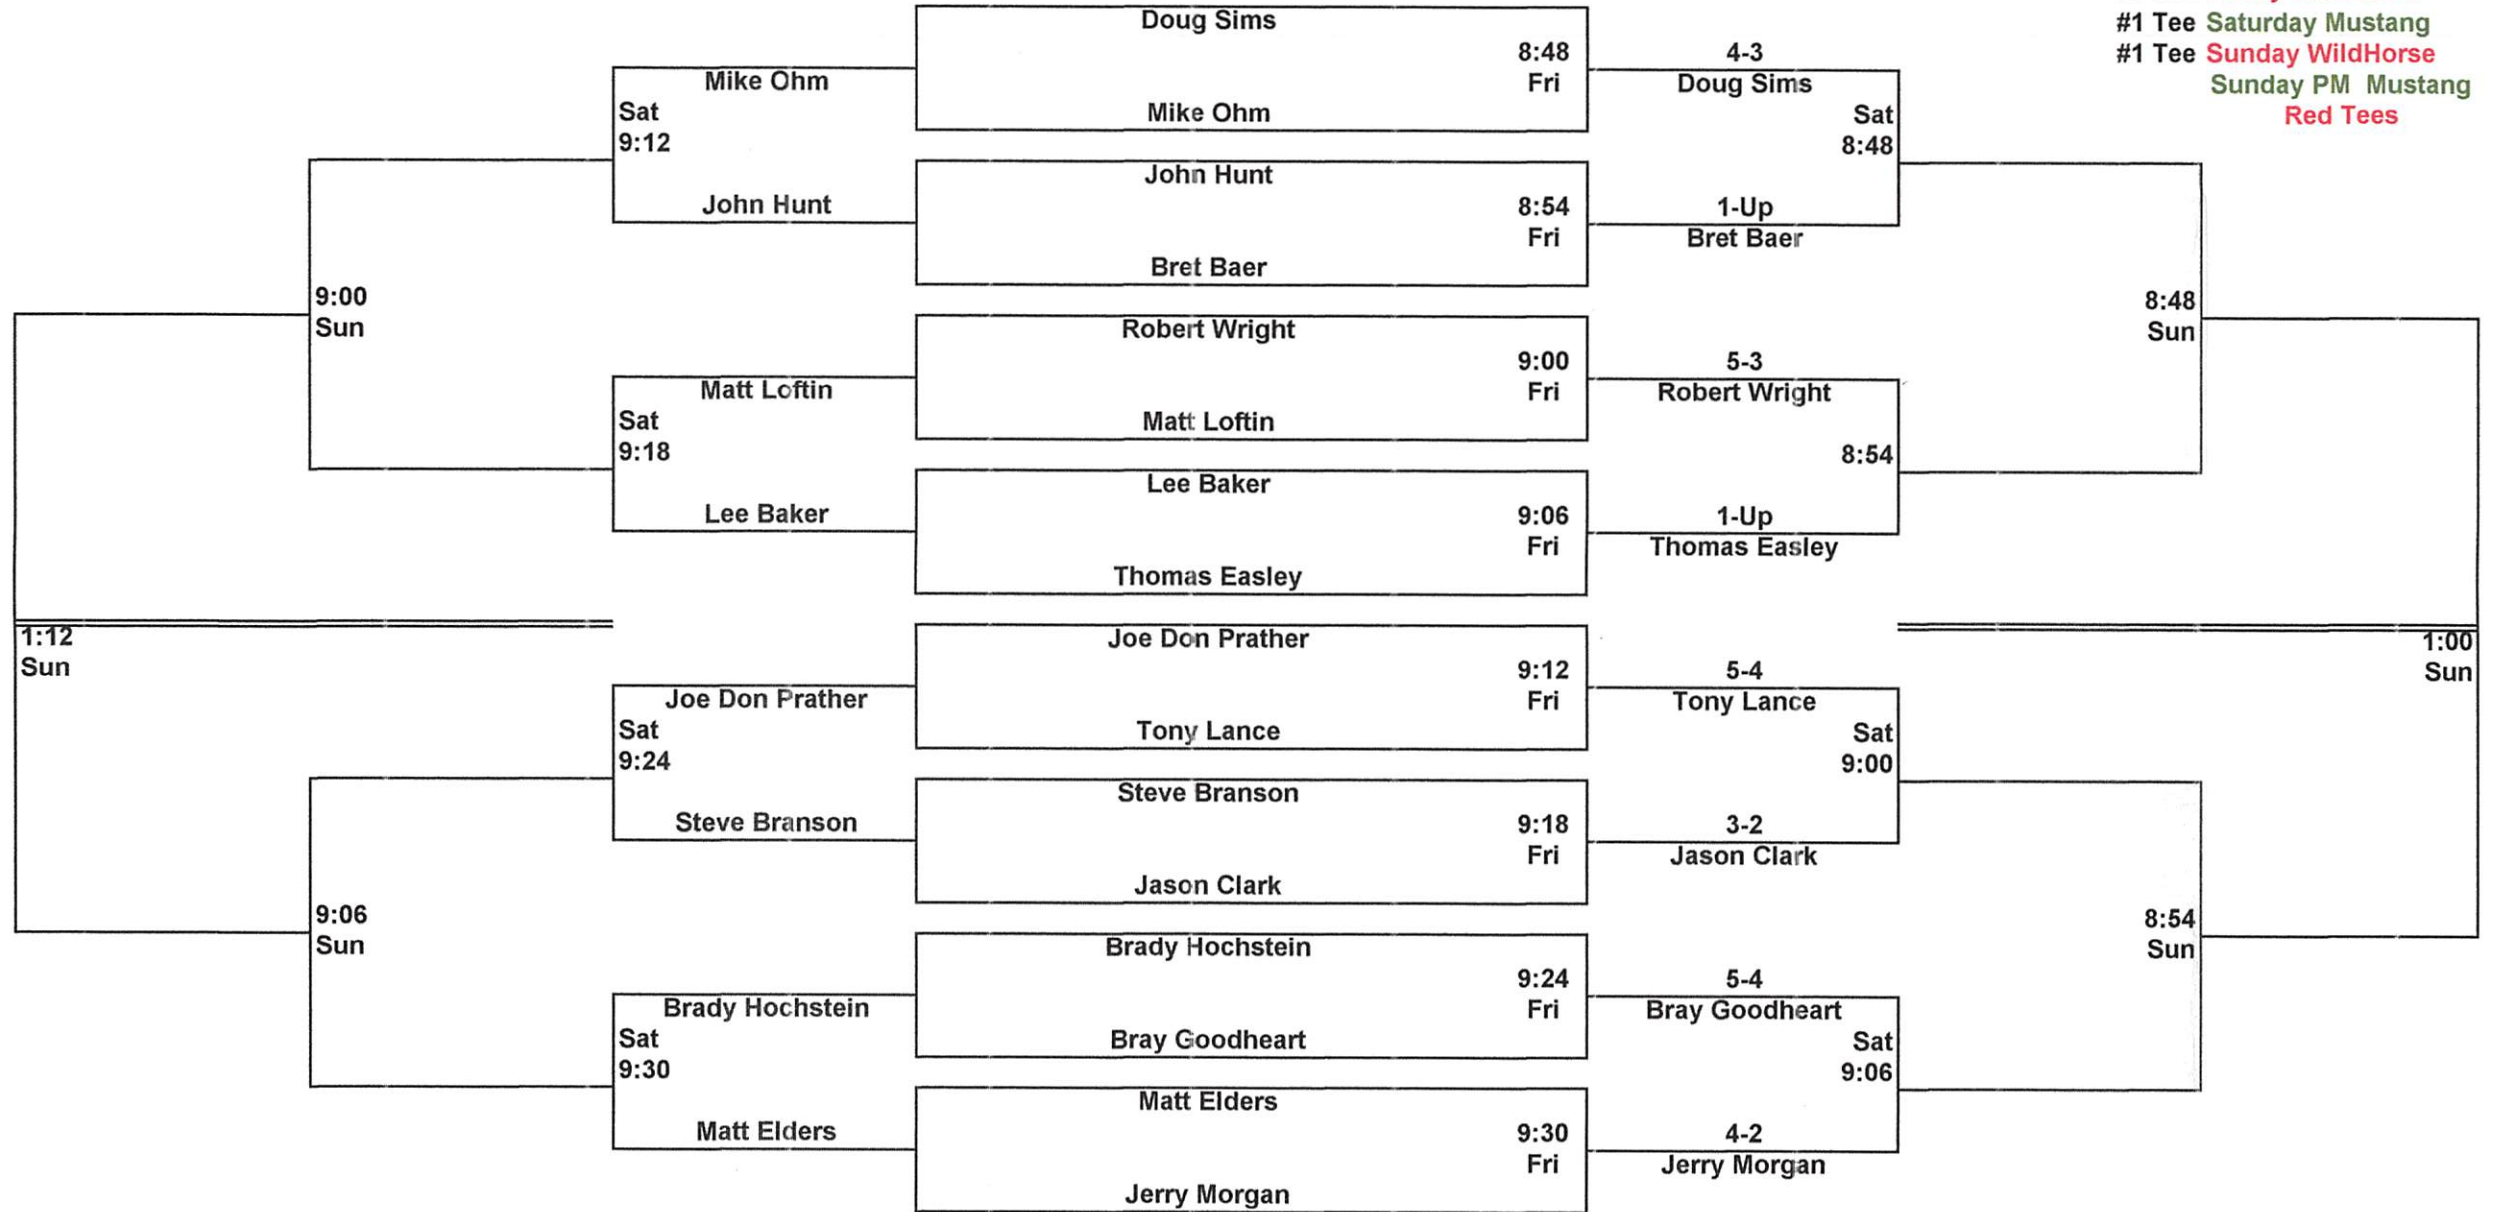 #1 Tee Saturday Mustang
#1 Tee Sunday WildHorse
Sunday PM Mustang
Red Tees
Doug Sims
8:48
Fri
Mike Ohm
John Hunt
8:54
Fri
Bret Baer
Robert Wright
9:00
Fri
Matt Loftin
Lee Baker
9:06
Fri
Thomas Easley
Joe Don Prather
9:12
Fri
Tony Lance
Steve Branson
9:18
Fri
Jason Clark
Brady Hochstein
9:24
Fri
Bray Goodheart
Matt Elders
9:30
Fri
Jerry Morgan
Mike Ohm
Sat
9:12
John Hunt
Matt Loftin
Sat
9:18
Lee Baker
Joe Don Prather
Sat
9:24
Steve Branson
Brady Hochstein
Sat
9:30
Matt Elders
9:00
Sun
9:06
Sun
1:12
Sun
4-3
Doug Sims
Sat
8:48
1-Up
Bret Baer
5-3
Robert Wright
8:54
1-Up
Thomas Easley
5-4
Tony Lance
Sat
9:00
3-2
Jason Clark
5-4
Bray Goodheart
Sat
9:06
4-2
Jerry Morgan
8:48
Sun
8:54
Sun
1:00
Sun